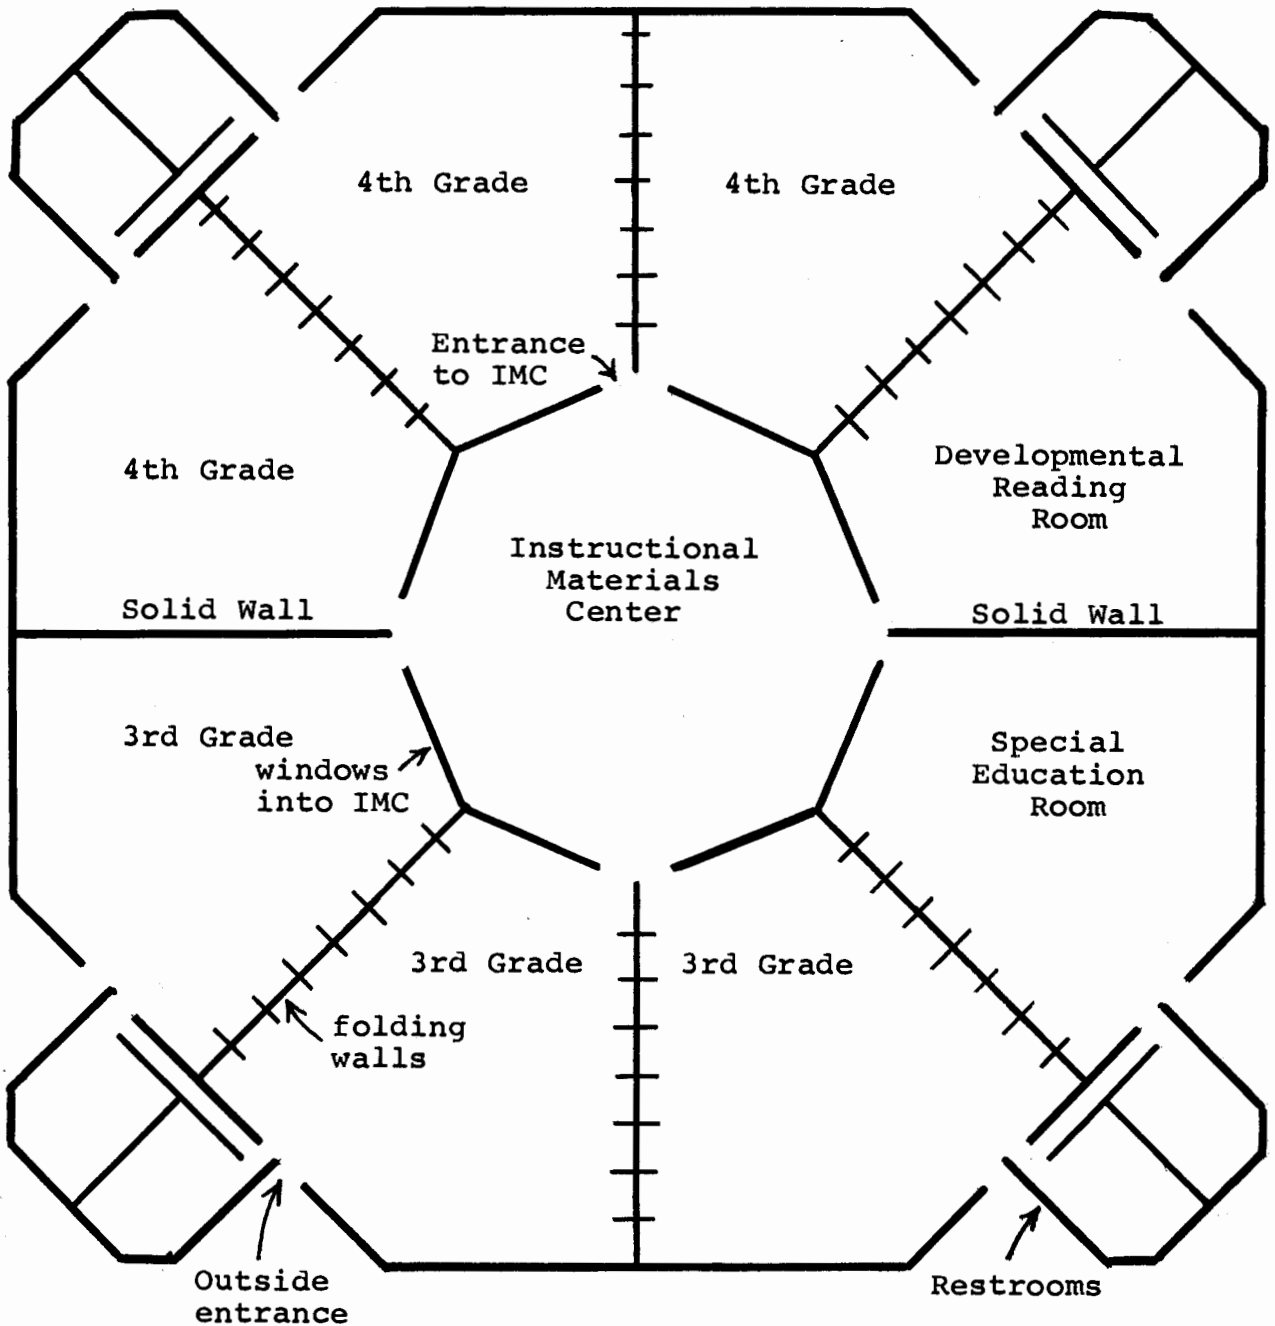 4th Grade
4th Grade
Entrance
to IMC
4th Grade
Developmental
Reading
Room
Instructional
Materials
Center
Solid Wall
Solid Wall
3rd Grade
windows
into IMC
Special
Education
Room
3rd Grade
3rd Grade
folding
walls
Outside
entrance
Restrooms